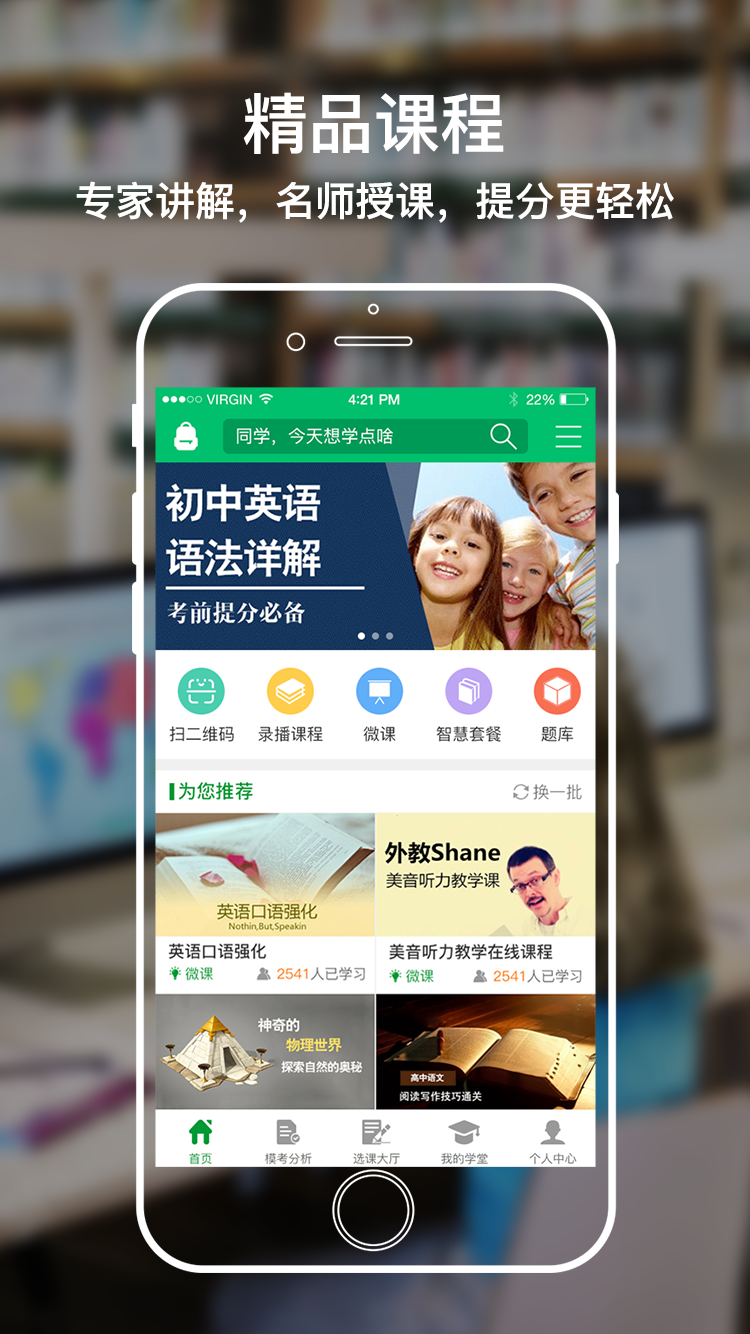 精品课程
专家讲解，名师授课，提分更轻松
VIRGIN 4:21 PM 22%
同学，今天想学点啥
初中英语
语法详解
考前提分必备
扫二维码 录播课程 微课 智慧套餐 题库
为您推荐 换一批
英语口语强化
Nothin,But,Speakin
外教Shane
美音听力教学课
英语口语强化
微课 2541人已学习
美音听力教学在线课程
微课 2541人已学习
神奇的
物理世界
探索自然的奥秘
高中语文
阅读写作技巧通关
首页 模考分析 选课大厅 我的学堂 个人中心